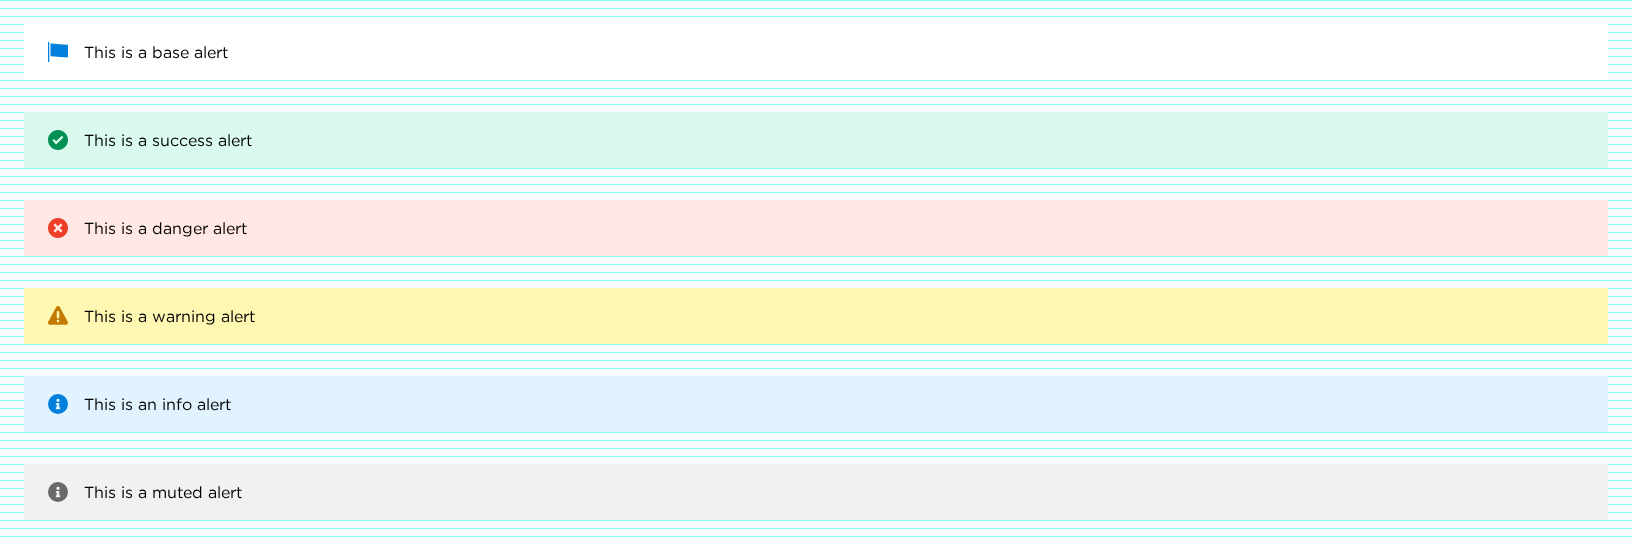 This is a base alert
This is a success alert
This is a danger alert
This is a warning alert
This is an info alert
This is a muted alert